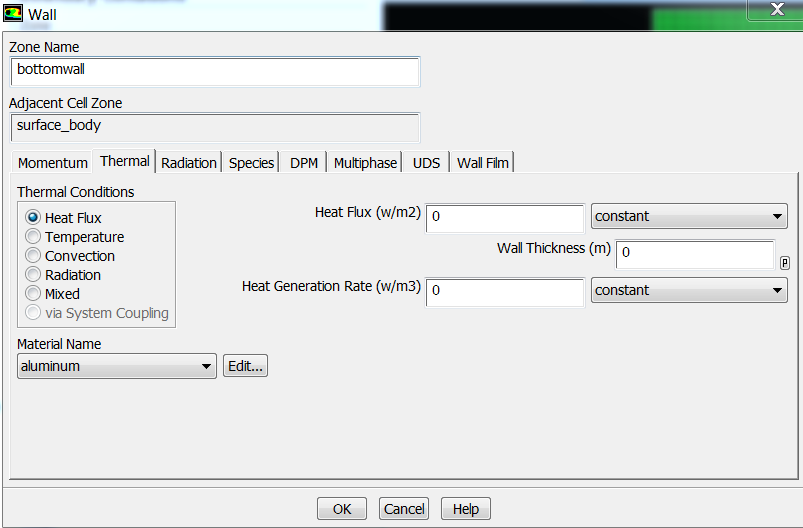 Wall
Zone Name
bottomwall
Adjacent Cell Zone
surface_body
Momentum Thermal Radiation Species DPM Multiphase UDS Wall Film
Thermal Conditions
Heat Flux
Temperature
Convection
Radiation
Mixed
via System Coupling
Heat Flux (w/m2) 0 constant
Wall Thickness (m) 0 P
Heat Generation Rate (w/m3) 0 constant
Material Name
aluminum Edit...
OK Cancel Help